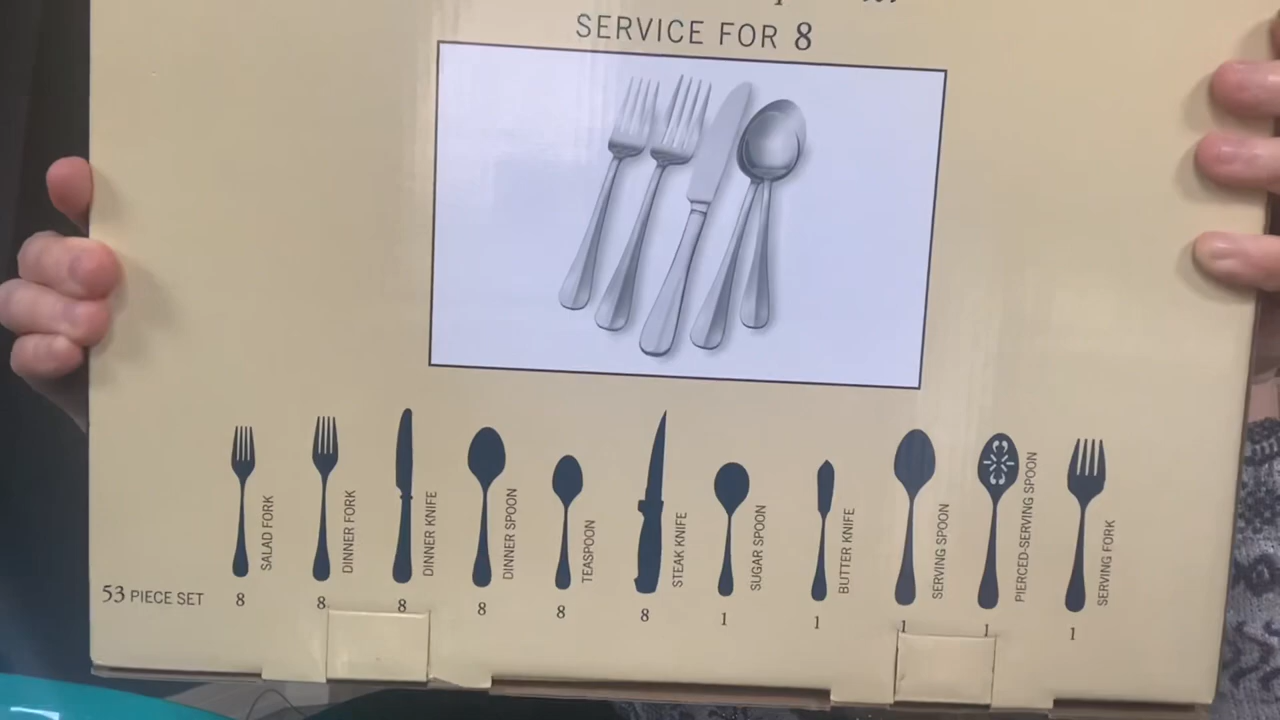 SERVICE FOR 8
SALAD FORK
DINNER FORK
DINNER KNIFE
DINNER SPOON
TEASPOON
STEAK KNIFE
SUGAR SPOON
BUTTER KNIFE
SERVING SPOON
PIERCED-SERVING SPOON
SERVING FORK
53 PIECE SET 8 8 8 8 8 8 1 1 1 1 1